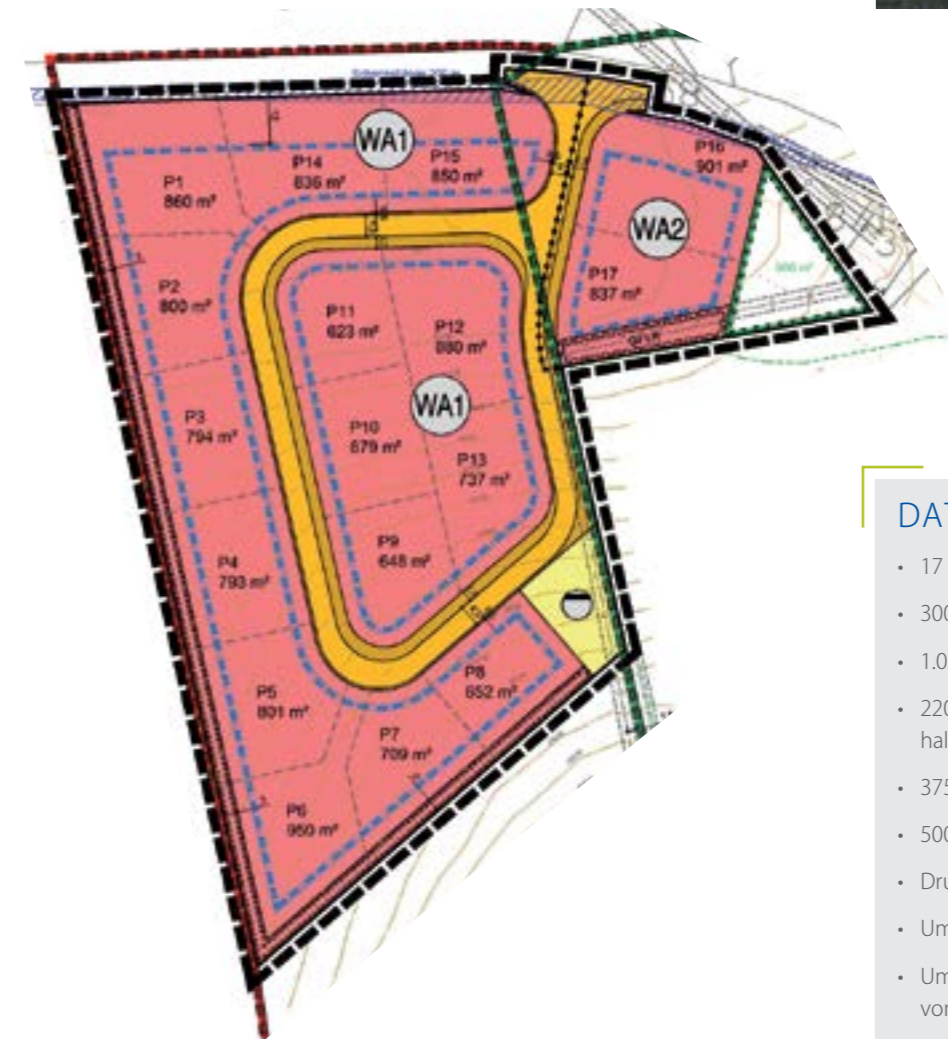 WA1
P14
836 m²
P15
850 m²
P1
860 m²
P16
901 m²
WA2
P2
800 m²
P17
837 m²
P11
623 m²
P12
880 m²
WA1
P3
794 m²
P10
679 m²
P13
737 m²
P9
648 m²
P4
793 m²
P5
801 m²
P8
652 m²
P7
709 m²
P6
950 m²
DAT
• 17
• 300
• 1.0
• 220
hal
• 375
• 500
• Dru
• Um
• Um
vor